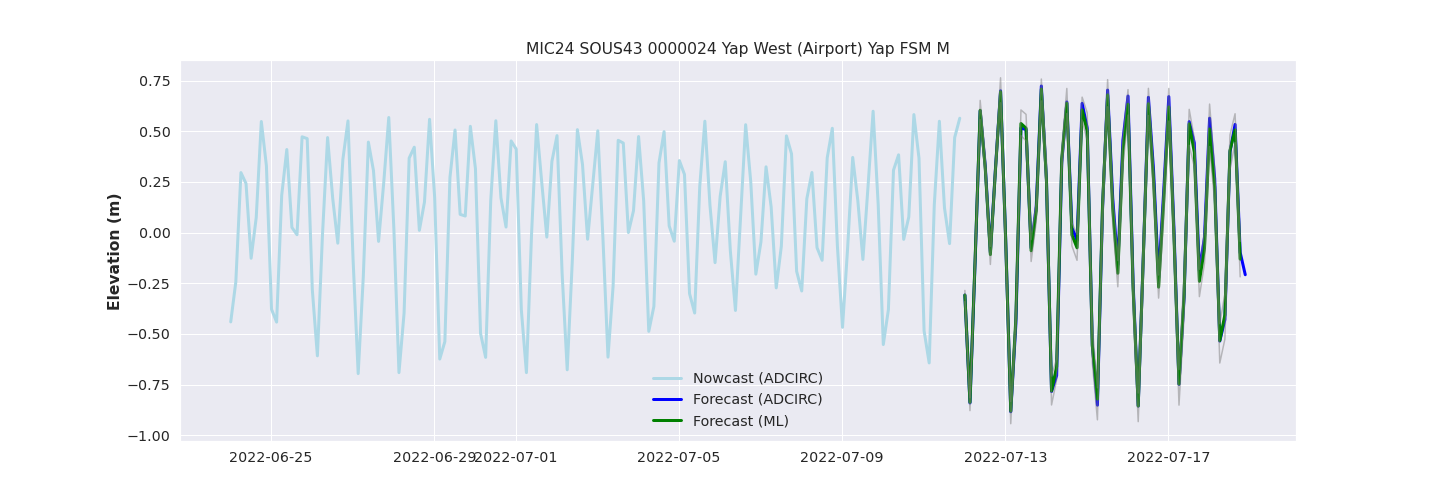 MIC24 SOUS43 0000024 Yap West (Airport) Yap FSM M
Elevation (m)
0.75
0.50
0.25
0.00
−0.25
−0.50
−0.75
−1.00
Nowcast (ADCIRC)
Forecast (ADCIRC)
Forecast (ML)
2022-06-25 2022-06-29 2022-07-01 2022-07-05 2022-07-09 2022-07-13 2022-07-17